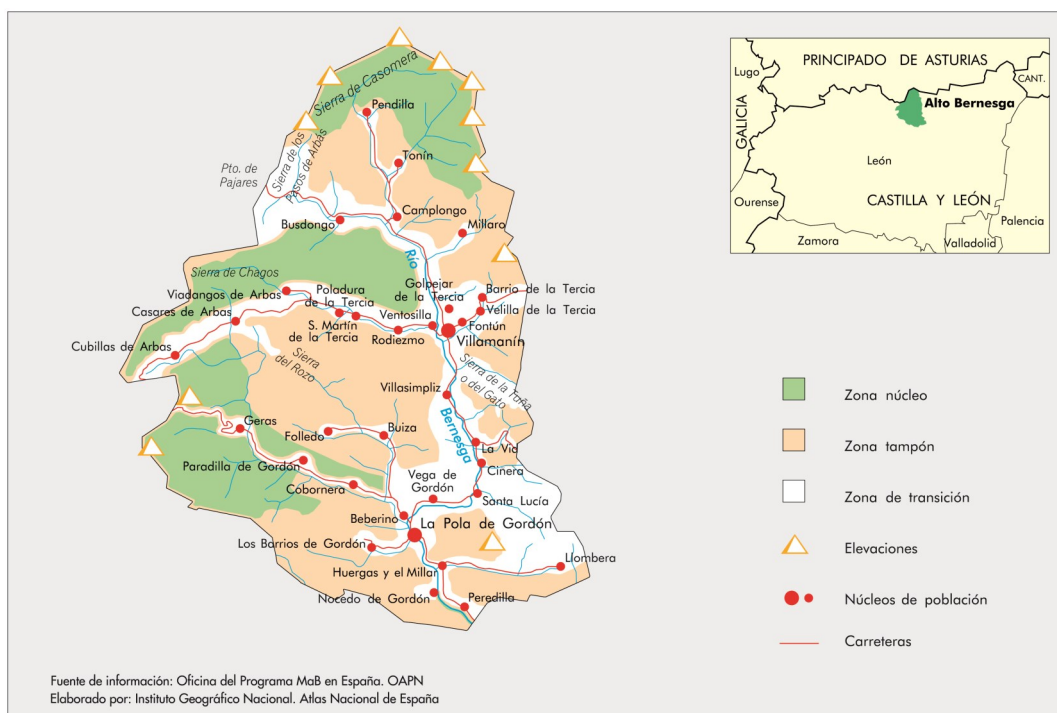 Sierra de Casomera
Pendilla
Sierra de los
Pasos de Arbás
Tonín
Pto. de
Pajares
Camplongo
Busdongo
Millaro
Río
Sierra de Chagos
Golpejar
de la Tercia
Barrio de la Tercia
Viadangos de Arbas
Poladura
de la Tercia
Velilla de la Tercia
Casares de Arbas
S. Martín
de la Tercia
Ventosilla
Fontún
Rodiezmo
Villamanín
Cubillas de Arbas
Sierra
del Rozo
Sierra de la Tuña
o del Gato
Villasimpliz
Bernesga
Geras
Folledo
Buiza
La Vid
Paradilla de Gordón
Ciñera
Vega de
Gordón
Cobornera
Santa Lucía
Beberino
La Pola de Gordón
Los Barrios de Gordón
Llombera
Huergas y el Millar
Nocedo de Gordón
Peredilla
PRINCIPADO DE ASTURIAS
Lugo
CANT.
GALICIA
Alto Bernesga
León
CASTILLA Y LEÓN
Ourense
Palencia
Zamora
Valladolid
Zona núcleo
Zona tampón
Zona de transición
Elevaciones
Núcleos de población
Carreteras
Fuente de información: Oficina del Programa MaB en España. OAPN
Elaborado por: Instituto Geográfico Nacional. Atlas Nacional de España